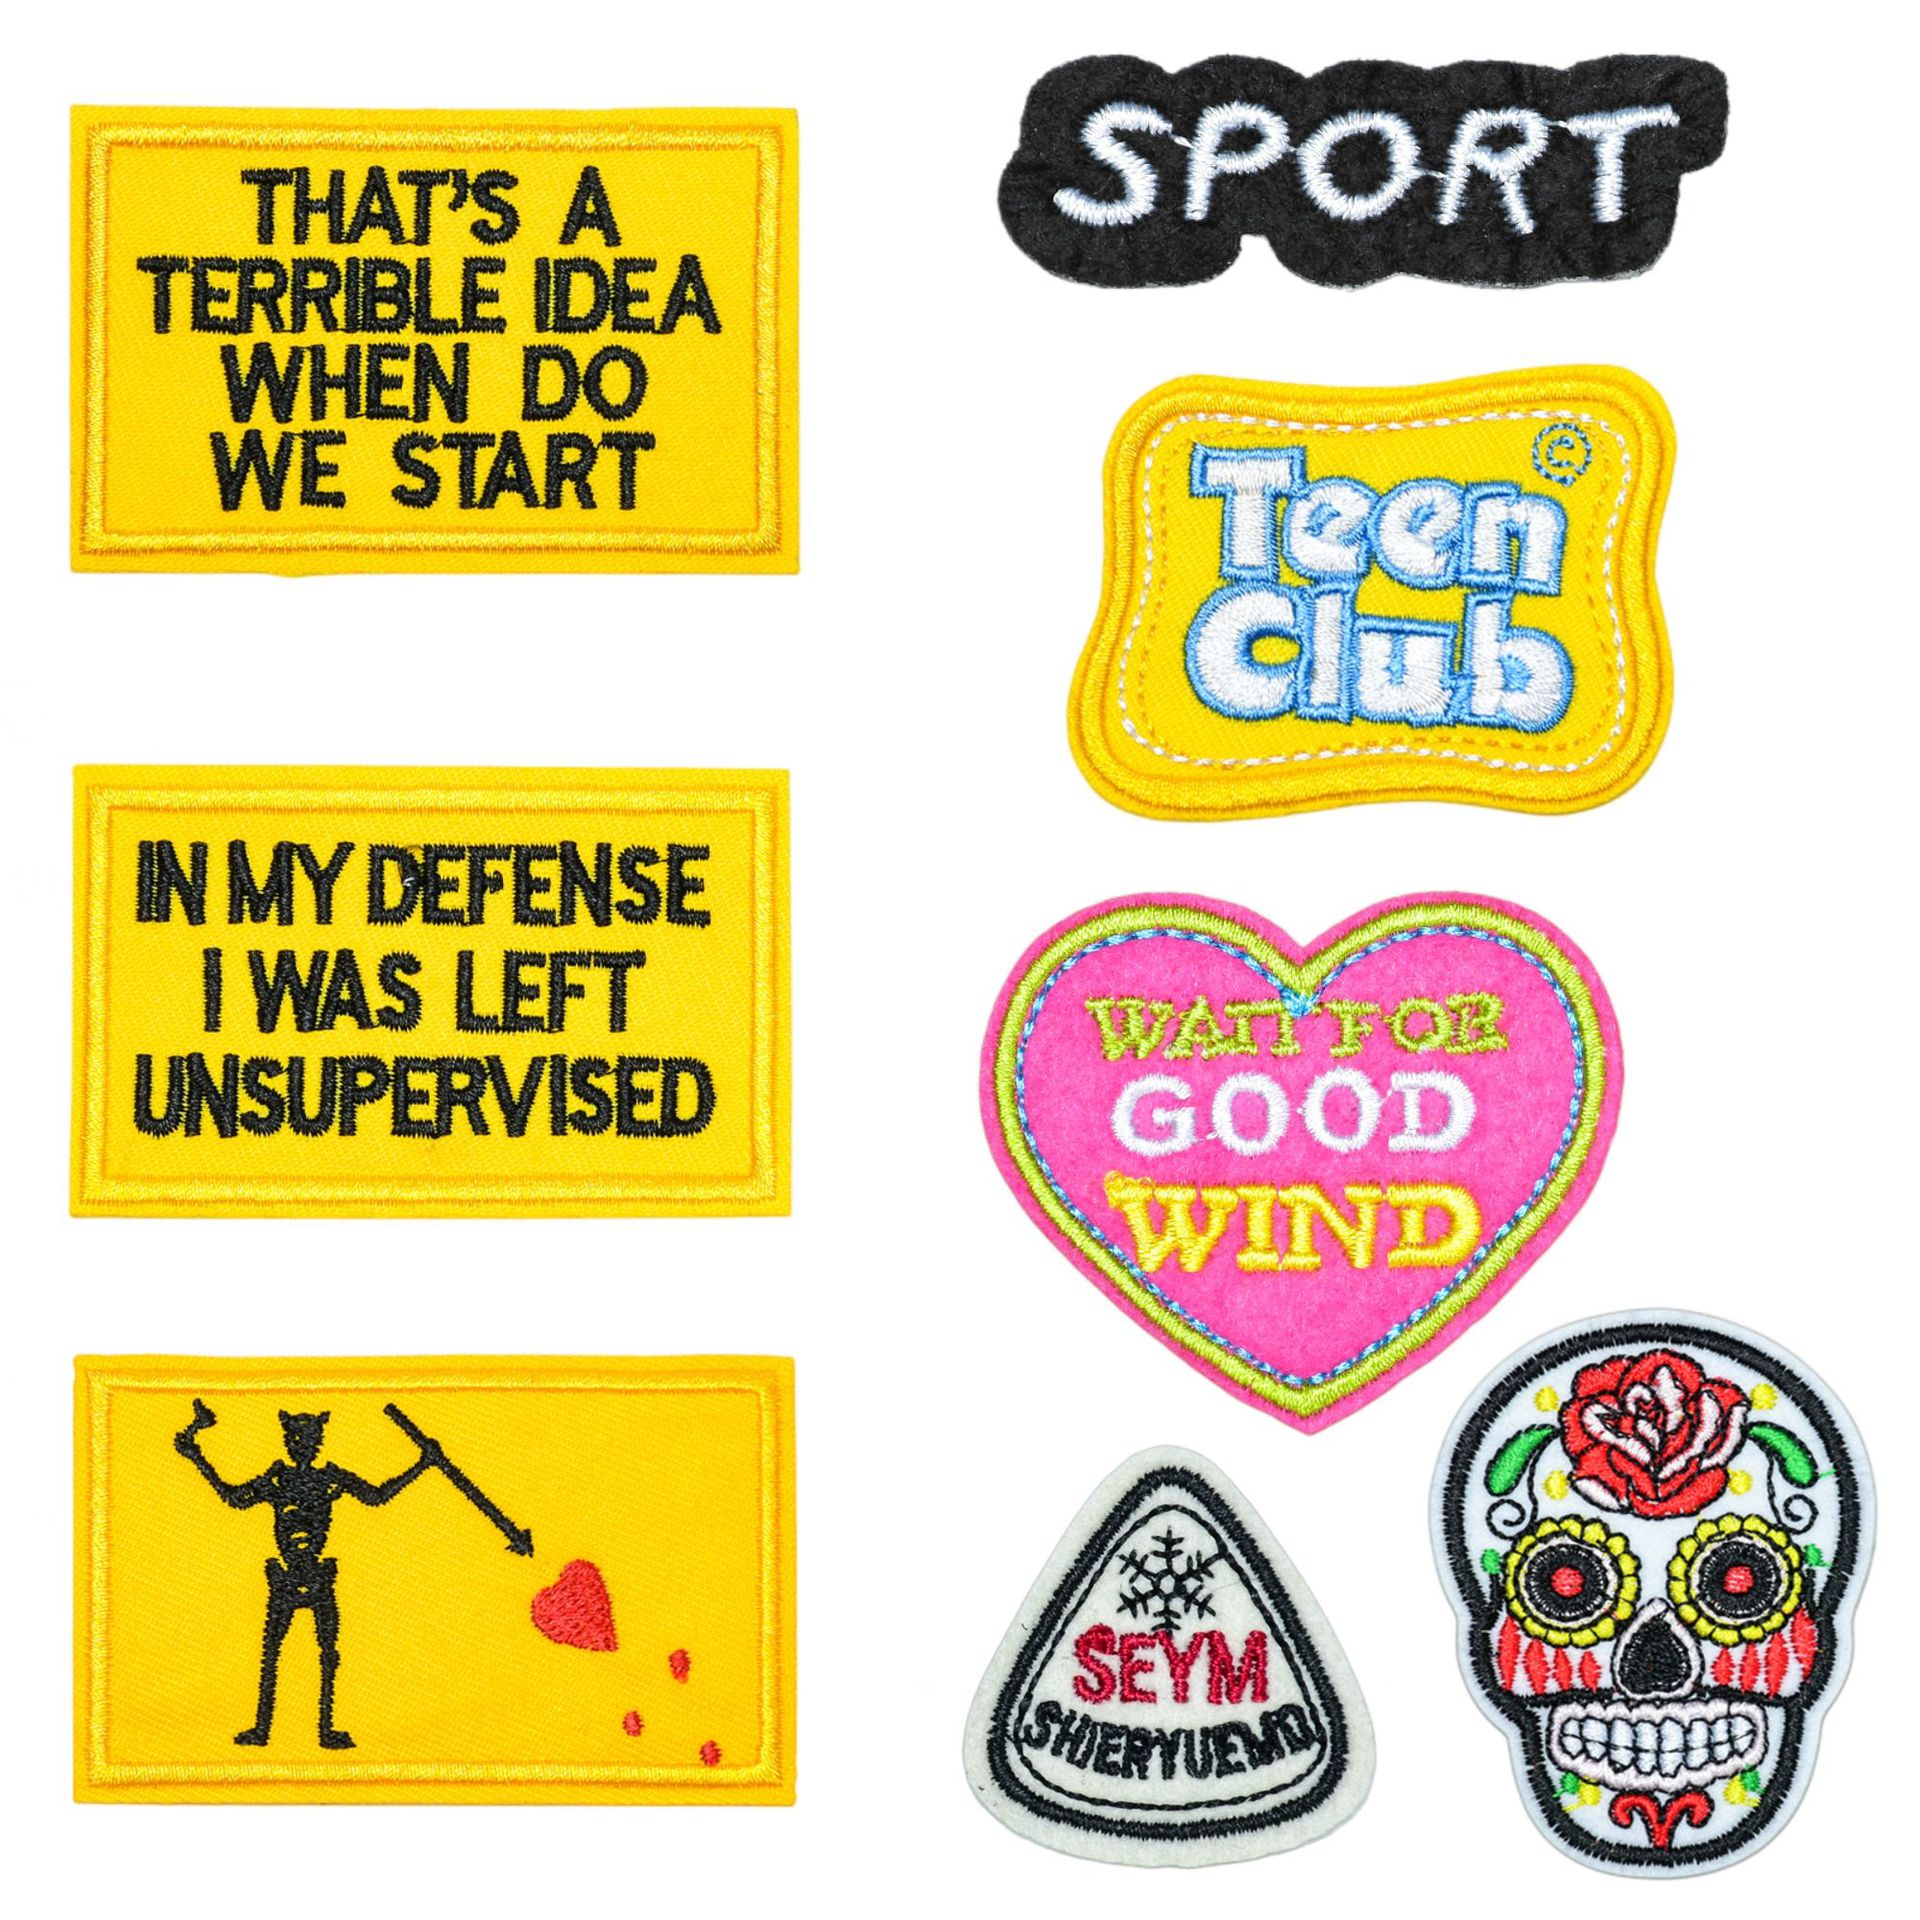 THAT'S A
TERRIBLE IDEA
WHEN DO
WE START
IN MY DEFENSE
I WAS LEFT
UNSUPERVISED
SPORT
Teen
e
Club
WAIT FOR
GOOD
WIND
SEYM
SHIERYUEMO